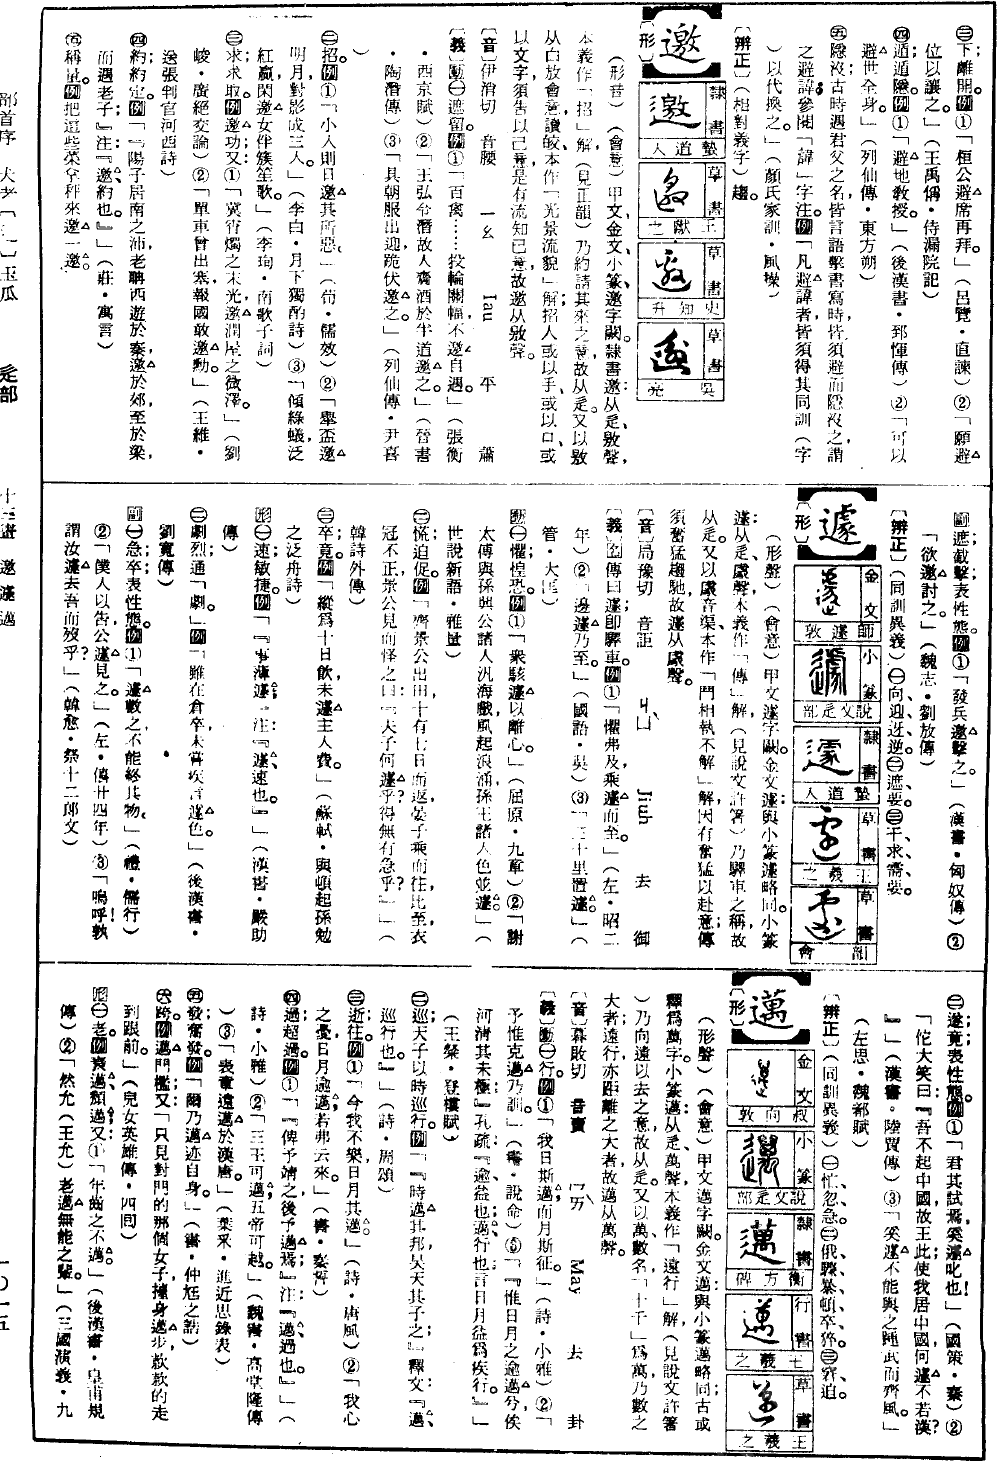 ㊂下離開。例①「桓公避席再拜。」(呂覽·直諫)②「願避
位以讓之。」(王禹偁·待漏院記)
㊃遁隱。例①「避地教授。」(後漢書·郅惲傳)②「可以
避世全身。」(列仙傳·東方朔)
㊄隱沒;古時遇君父之名,皆言語擊書寫時皆須避而隱沒之,謂
之避諱;參閱「諱」字注。例「凡避諱者,皆須得其同訓(字
)以代換之。」(顏氏家訓·風操)
〔辨正〕(相對義字)趨。
邀
〔形〕
隸書
蟄道人
草書
王獻之
草書
史如升
草書
吳亮
(形音)(會意)甲文、金文、小篆邀字闕。隸書邀:从辵,敫聲,
本義作「招」解(見正韻)乃約請其來之意,故从辵。又以敫
从白放會意讀皎,本作「光景流貌」解,招人或以手、或以口、或
以文字,須告以己意,是有流知己意,故邀从敫聲。
〔音〕伊消切 音腰 ㄧㄠ Iau 平 蕭
〔義〕動㊀遮留。例①「百禽……投輪關輻,不邀自遇。」(張衡
·西京賦)②「王弘令潛故人齎酒於半道邀之。」(晉書
·陶潛傳)③「具朝服出迎,跪伏邀之。」(列仙傳·尹喜
)
㊁招。例①「小人則日邀其所惡。」(荀·儒效)②「舉盃邀
明月,對影成三人。」(李白·月下獨酌詩)③「傾綠蟻,泛
紅嬴,閑邀女伴簇笙歌。」(李珣·南歌子詞)
㊂求;求取。例邀功;又①「冀宵燭之末光,邀潤屋之微澤。」(劉
峻·廣絕交論)②「單車曾出塞,報國敢邀勳。」(王維·
送張判官河西詩)
㊃約;約定。例「『陽子居南之沛,老聃西遊於秦,邀於郊,至於梁,
而遇老子。』注:『邀,約也。』」(莊·寓言)
㊄稱量。例把這些菜拿秤來邀一邀。
副遮截擊表性態。例①「發兵邀擊之。」(漢書·匈奴傳)②
「欲邀討之。」(魏志·劉放傳)
〔辨正〕(同訓異義)㊀向、迎、迓、逆。㊁遮、要。㊂干、求、需、要。
遽
〔形〕
金文
師遽敦
小篆
說文辵部
隸書
蟄道人
草書
王羲之
草書
韻會
(形聲)(會意)甲文遽字闕。金文遽:與小篆遽略同。小篆
遽:从辵,豦聲,本義作「傳」解(見說文許箸)乃驛車之稱,故
从辵。又以豦音渠,本作「鬥相執不解」解,因有奮猛以赴意,傳
須奮猛趨馳,故遽从豦聲。
〔音〕局豫切 音詎 ㄐㄩˋ Jiuh 去 御
〔義〕名傳曰遽,即驛車。例①「懼弗及,乘遽而至。」(左·昭二
年)②「邊遽乃至。」(國語·吳)③「三十里置遽。」(
管·大匡)
動㊀懼;惶恐。例①「衆駭遽以離心。」(屈原·九章)②「謝
太傅與孫興公諸人汎海戲,風起浪涌,孫王諸人色並遽。」(
世說新語·雅量)
㊁慌;迫促。例「齊景公出田,十有七日而返;晏子乘而往,比至,衣
冠不正,景公見而怪之曰:『夫子何遽乎?得無有急乎?』」(
韓詩外傳)
㊂卒;竟。例「縱爲十日飲,未遽主人費。」(蘇軾·與頓起孫勉
之泛舟詩)
形㊀速;敏捷。例「『事薄遽。』注:『遽,速也。』」(漢書·嚴助
傳)
㊁劇烈;通「劇」。例「雖在倉卒,未嘗疾言遽色。」(後漢書·
劉寬傳)
副㊀急;卒;表性態。例①「遽數之不能終其物。」(禮·儒行)
②「僕人以告,公遽見之。」(左·僖廿四年)③「嗚呼!孰
謂汝遽去吾而歿乎?」(韓愈·祭十二郎文)
㊁遂;竟;表性態。例①「君其試焉,奚遽叱也!」(國策·秦)②
「佗大笑曰:『吾不起中國,故王此;使我居中國,何遽不若漢?
』」(漢書·陸賈傳)③「奚遽不能與之踵武而齊風。」
(左思·魏都賦)
〔辨正〕(同訓異義)㊀忙、忽、急。㊁俄、驟、暴、頓、卒、猝。㊂窘、迫。
邁
〔形〕
金文
叔向敦
小篆
說文辵部
隸書
衡方碑
行書
王羲之
草書
王羲之
(形聲)(會意)甲文邁字闕。金文邁:與小篆邁略同,古或
釋爲萬字。小篆邁:从辵,萬聲,本義作「遠行」解(見說文許箸
)乃向遠以去之意,故从辵。又以萬數名「十千」爲萬,乃數之
大者;遠行亦距離之大者,故邁从萬聲。
〔音〕莫敗切 音賣 ㄇㄞˋ May 去 卦
〔義〕動㊀行。例①「我日斯邁,而月斯征。」(詩·小雅)②「
予惟克邁乃訓。」(書·說命)③「『惟日月之逾邁兮,俟
河清其未極。』孔疏:『逾,益也;邁,行也;言日月益爲疾行。』」
(王粲·登樓賦)
㊁巡;天子以時巡行。例「『時邁其邦,昊天其子之。』釋文:『邁,
巡行也。』」(詩·周頌)
㊂逝;往。例①「今我不樂,日月其邁。」(詩·唐風)②「我心
之憂,日月逾邁,若弗云來。」(書·秦誓)
㊃過;超過。例①「『俾予靖之,後予邁焉。』注:『邁,過也。』」(
詩·小雅)②「三王可邁,五帝可越。」(魏書·高堂隆傳
)③「表章遠邁於漢唐。」(葉采·進近思錄表)
㊄發奮;發。例「爾乃邁迹自身。」(書·仲尪之誥)
㊅跨。例邁門檻;又「只見對門的那個女子搶身邁步,款款的走
到跟前。」(兒女英雄傳·四囘)
形㊀老。例衰邁;頹邁;又①「年齒之不邁。」(後漢書·皇甫規
傳)②「然允(王允)老邁無能之輩。」(三國演義·九
辵部
十三畫 邀遽邁
一〇一五